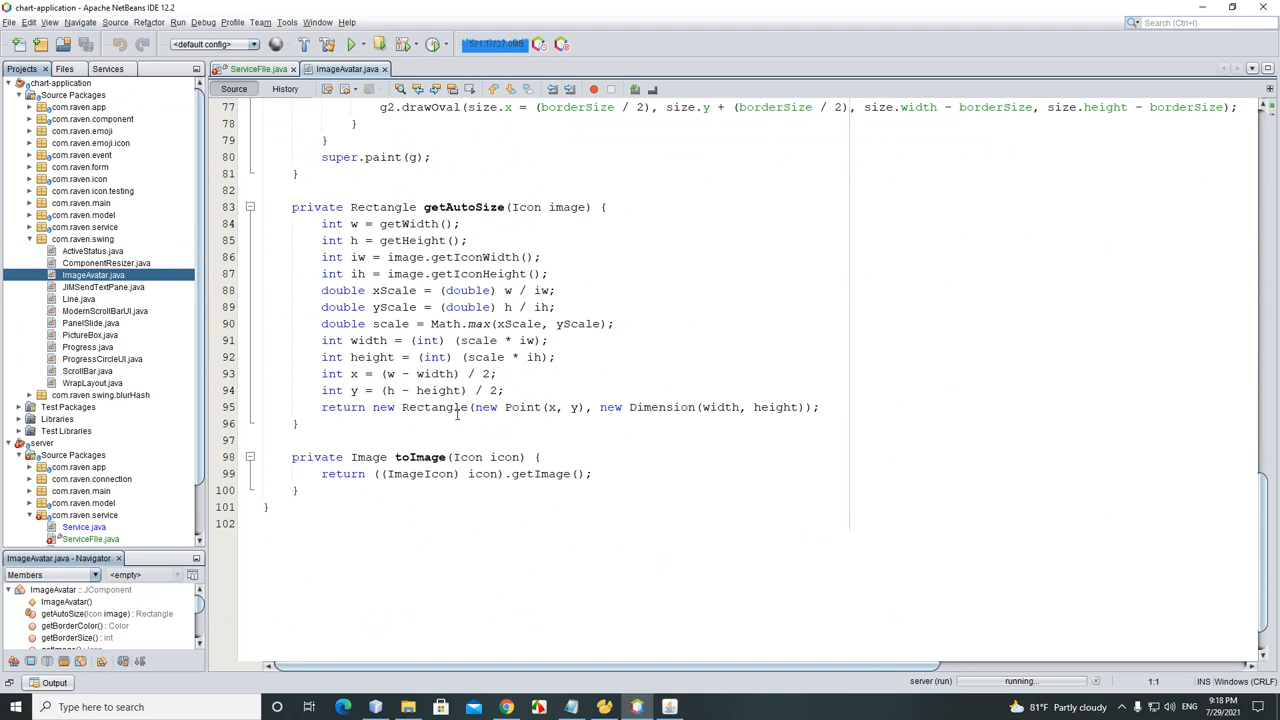 chart-application - Apache NetBeans IDE 12.2
File Edit View Navigate Source Refactor Run Debug Profile Team Tools Window Help
Search (Ctrl+I)
<default config>
Projects Files Services
ServiceFIle.java ImageAvatar.java
Source History
chart-application
Source Packages
com.raven.app
com.raven.component
com.raven.emoji
com.raven.emoji.icon
com.raven.event
com.raven.form
com.raven.icon
com.raven.icon.testing
com.raven.main
com.raven.model
com.raven.service
com.raven.swing
ActiveStatus.java
ComponentResizer.java
ImageAvatar.java
JIMSendTextPane.java
Line.java
ModernScrollBarUI.java
PanelSlide.java
PictureBox.java
Progress.java
ProgressCircleUI.java
ScrollBar.java
WrapLayout.java
com.raven.swing.blurHash
Test Packages
Libraries
Test Libraries
server
Source Packages
com.raven.app
com.raven.connection
com.raven.main
com.raven.model
com.raven.service
Service.java
ServiceFIle.java
ImageAvatar.java - Navigator
Members <empty>
ImageAvatar :: JComponent
ImageAvatar()
getAutoSize(Icon image) : Rectangle
getBorderColor() : Color
getBorderSize() : int
getImage() : Icon
Output
77 g2.drawOval(size.x + (borderSize / 2), size.y + (borderSize / 2), size.width - borderSize, size.height - borderSize);
78 }
79 }
80 super.paint(g);
81 }
82
83 private Rectangle getAutoSize(Icon image) {
84 int w = getWidth();
85 int h = getHeight();
86 int iw = image.getIconWidth();
87 int ih = image.getIconHeight();
88 double xScale = (double) w / iw;
89 double yScale = (double) h / ih;
90 double scale = Math.max(xScale, yScale);
91 int width = (int) (scale * iw);
92 int height = (int) (scale * ih);
93 int x = (w - width) / 2;
94 int y = (h - height) / 2;
95 return new Rectangle(new Point(x, y), new Dimension(width, height));
96 }
97
98 private Image toImage(Icon icon) {
99 return ((ImageIcon) icon).getImage();
100 }
101 }
102
server (run) running... 1:1 INS Windows (CRLF)
Type here to search
81°F Partly cloudy
9:18 PM
7/29/2021